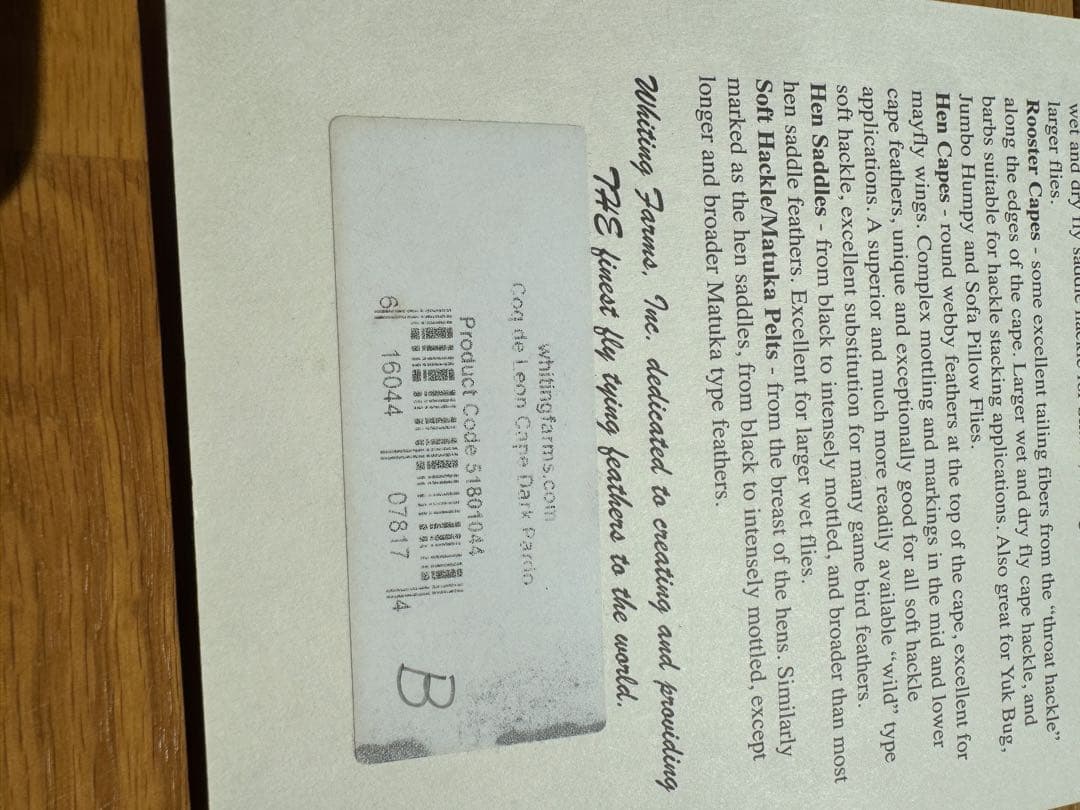 wet and dry fly saddle
larger flies.
Rooster Capes - some excellent tailing fibers from the “throat hackle”
along the edges of the cape. Larger wet and dry fly cape hackle, and
barbs suitable for hackle stacking applications. Also great for Yuk Bug,
Jumbo Humpy and Sofa Pillow Flies.
Hen Capes - round webby feathers at the top of the cape, excellent for
mayfly wings. Complex mottling and markings in the mid and lower
cape feathers, unique and exceptionally good for all soft hackle
applications. A superior and much more readily available “wild” type
soft hackle, excellent substitution for many game bird feathers.
Hen Saddles - from black to intensely mottled, and broader than most
hen saddle feathers. Excellent for larger wet flies.
Soft Hackle/Matuka Pelts - from the breast of the hens. Similarly
marked as the hen saddles, from black to intensely mottled, except
longer and broader Matuka type feathers.
Whiting Farms, Inc. dedicated to creating and providing
THE finest fly tying feathers to the world.
whitingfarms.com
Coq de Leon Cape Dark Pardo
Product Code 51801044
6 16044 07817 4
B